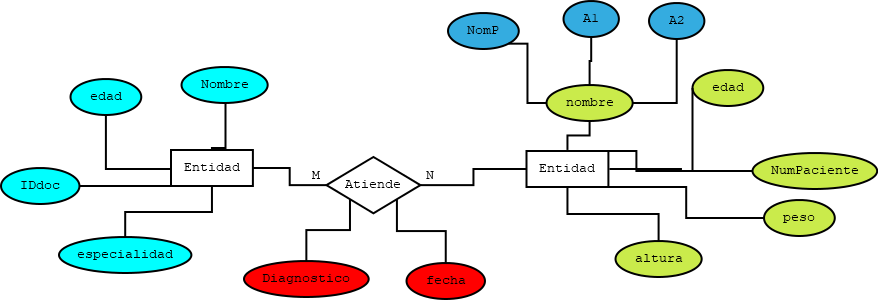 NomP
A1
A2
edad
Nombre
nombre
edad
Entidad
M
Atiende
N
Entidad
NumPaciente
IDdoc
peso
especialidad
altura
Diagnostico
fecha